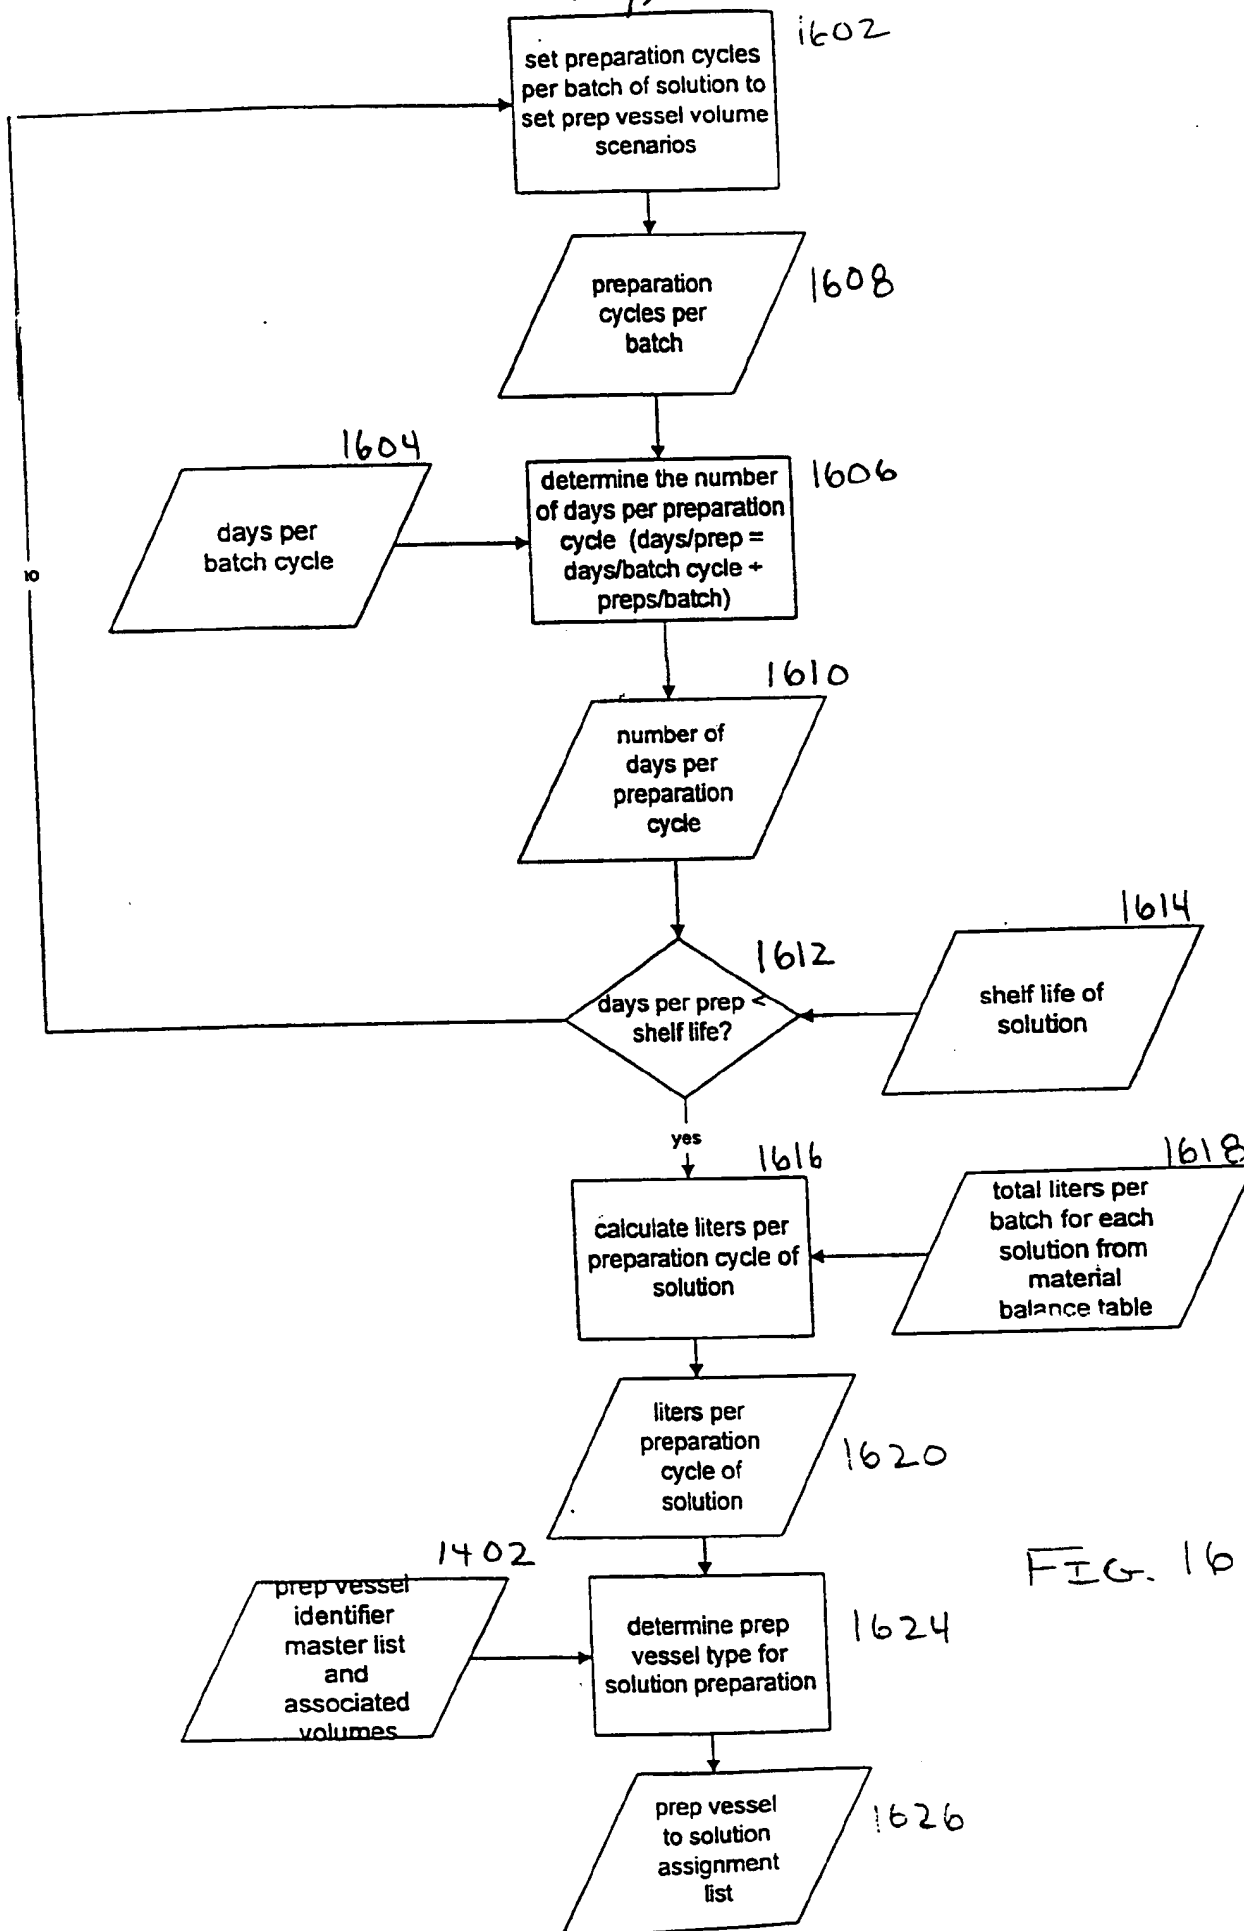 1602
set preparation cycles
per batch of solution to
set prep vessel volume
scenarios
preparation
cycles per
batch
1608
1604
days per
batch cycle
determine the number
of days per preparation
cycle (days/prep =
days/batch cycle +
preps/batch)
1606
1610
number of
days per
preparation
cycle
1612
days per prep <
shelf life?
1614
shelf life of
solution
yes
1616
calculate liters per
preparation cycle of
solution
1618
total liters per
batch for each
solution from
material
balance table
liters per
preparation
cycle of
solution
1620
1402
prep vessel
identifier
master list
and
associated
volumes
determine prep
vessel type for
solution preparation
1624
FIG. 16
prep vessel
to solution
assignment
list
1626